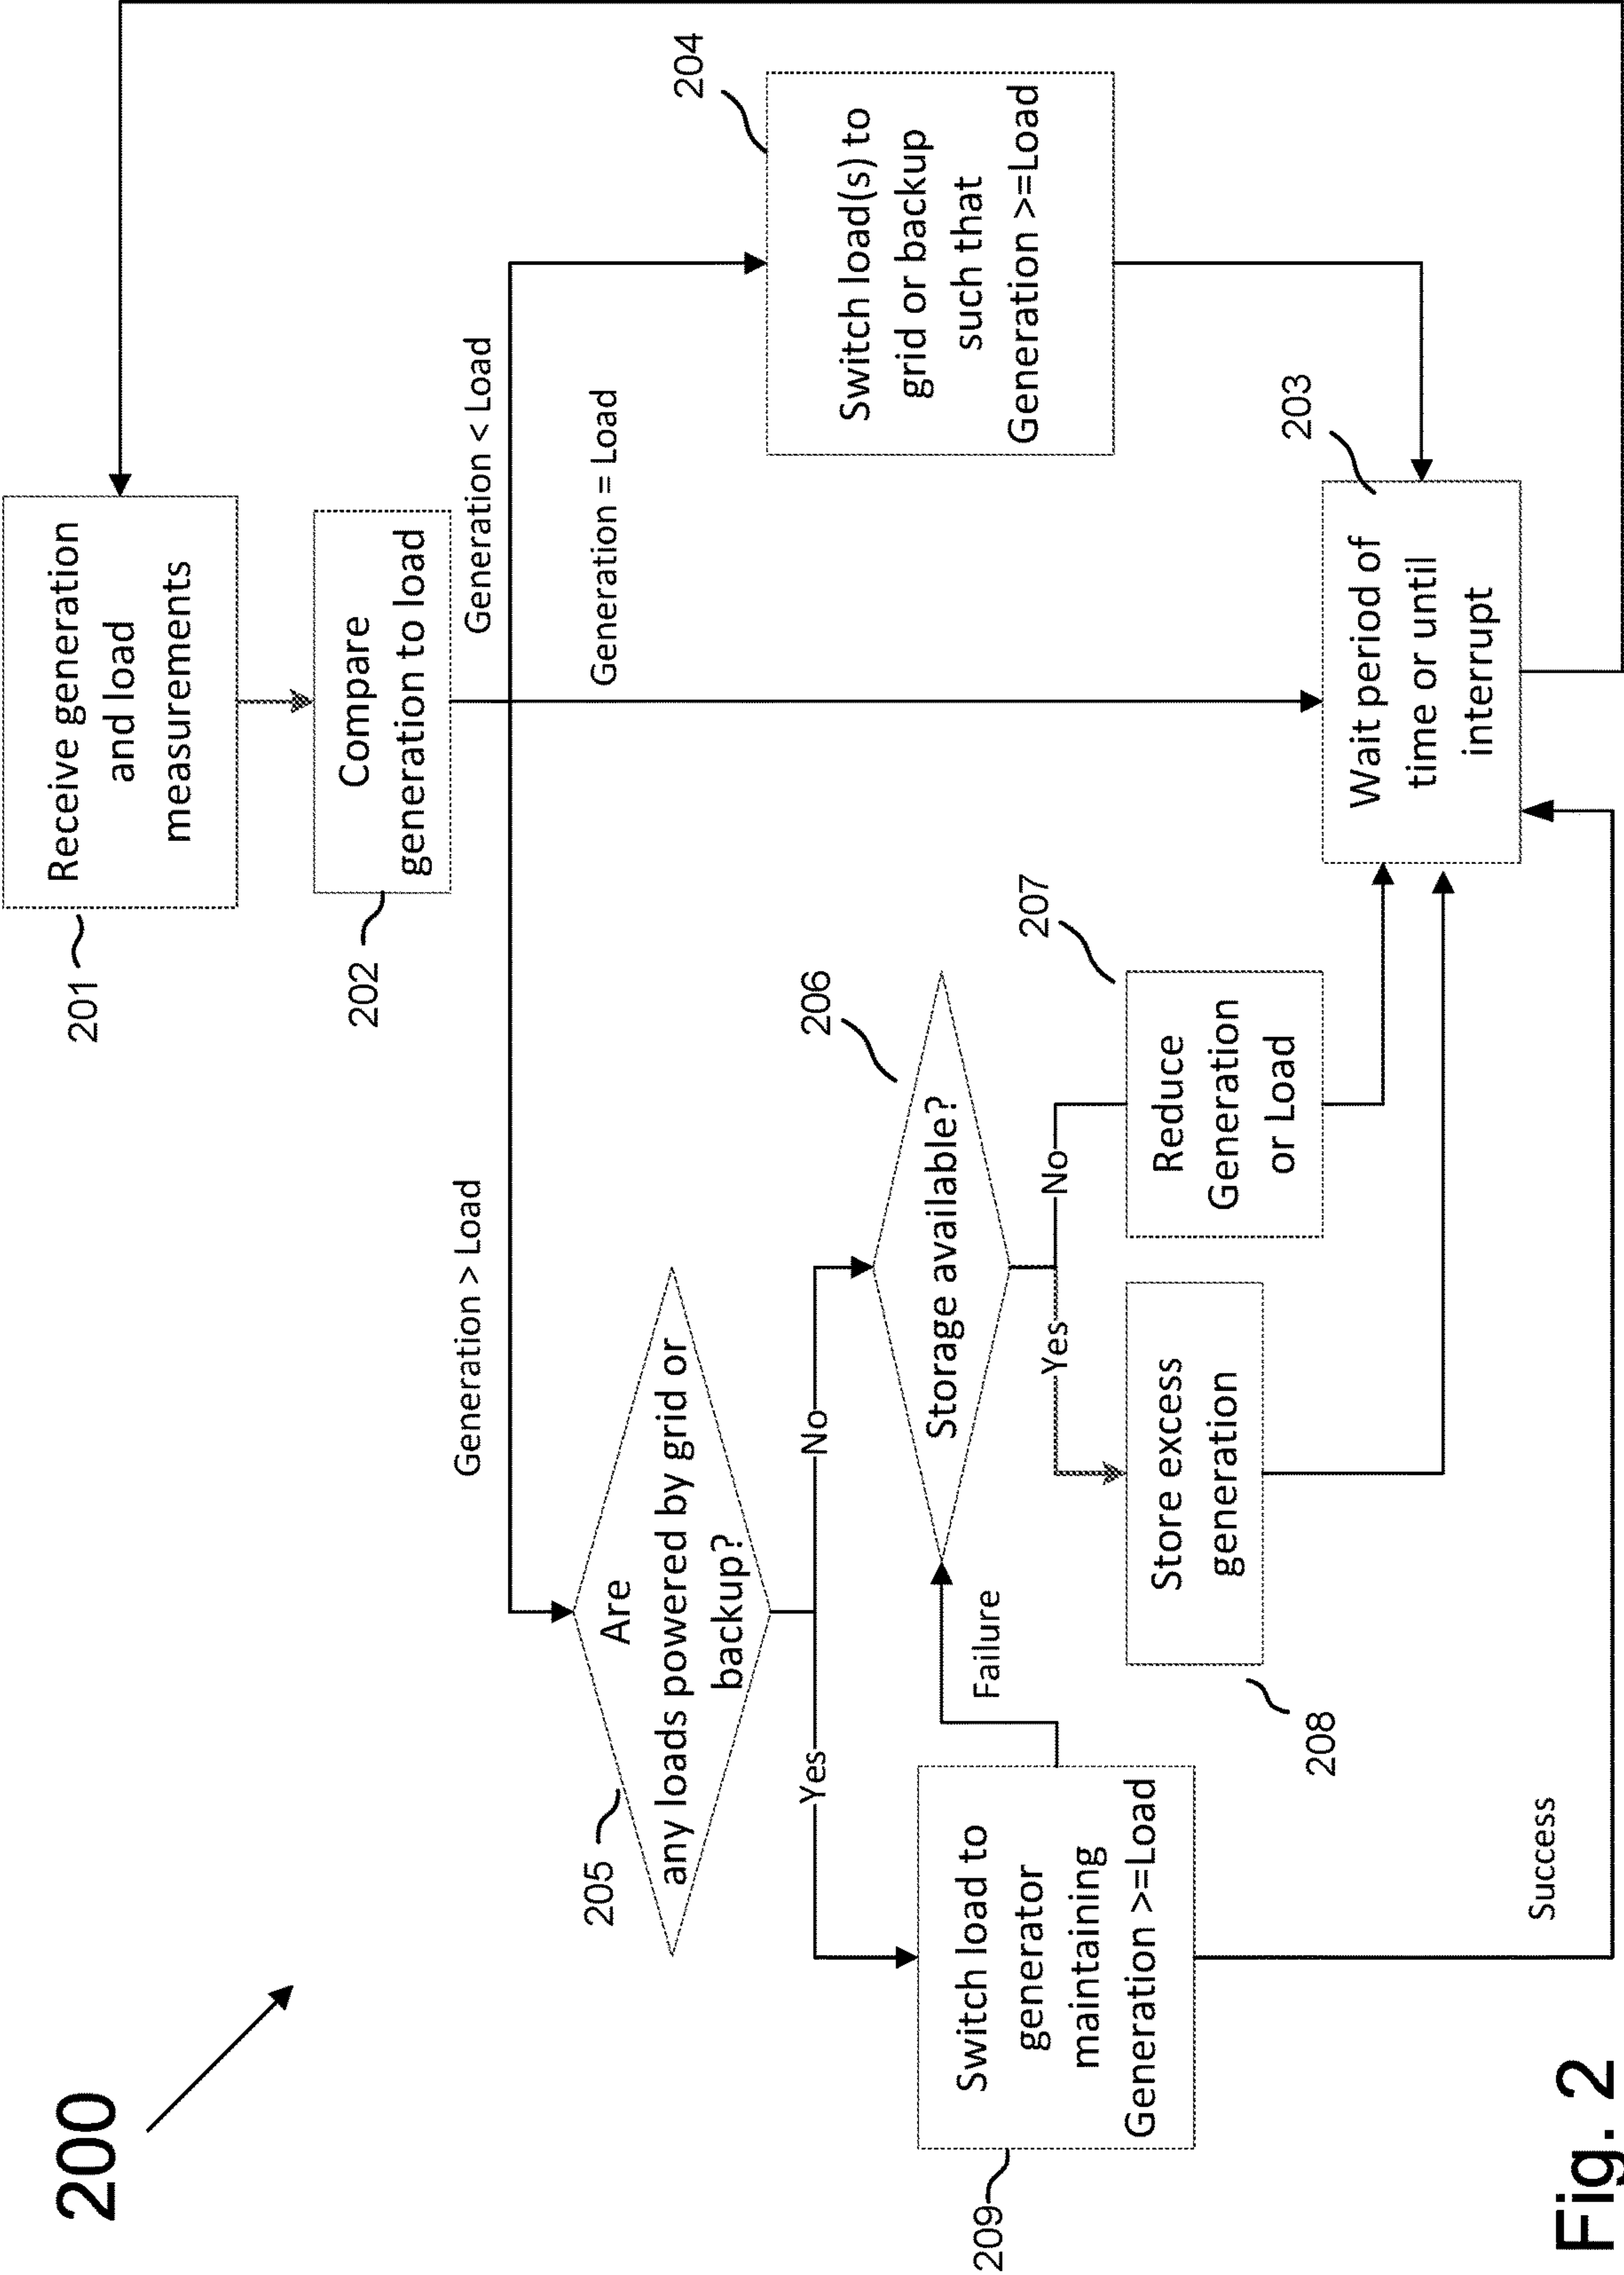 200
201
Receive generation
and load
measurements
202
Compare
generation to load
Generation > Load
Generation < Load
Generation = Load
204
Switch load(s) to
grid or backup
such that
Generation >=Load
205
Are
any loads powered by grid or
backup?
Yes
No
206
Storage available?
Yes
No
209
Switch load to
generator
maintaining
Generation >=Load
Failure
Success
208
Store excess
generation
207
Reduce
Generation
or Load
203
Wait period of
time or until
interrupt
Fig. 2